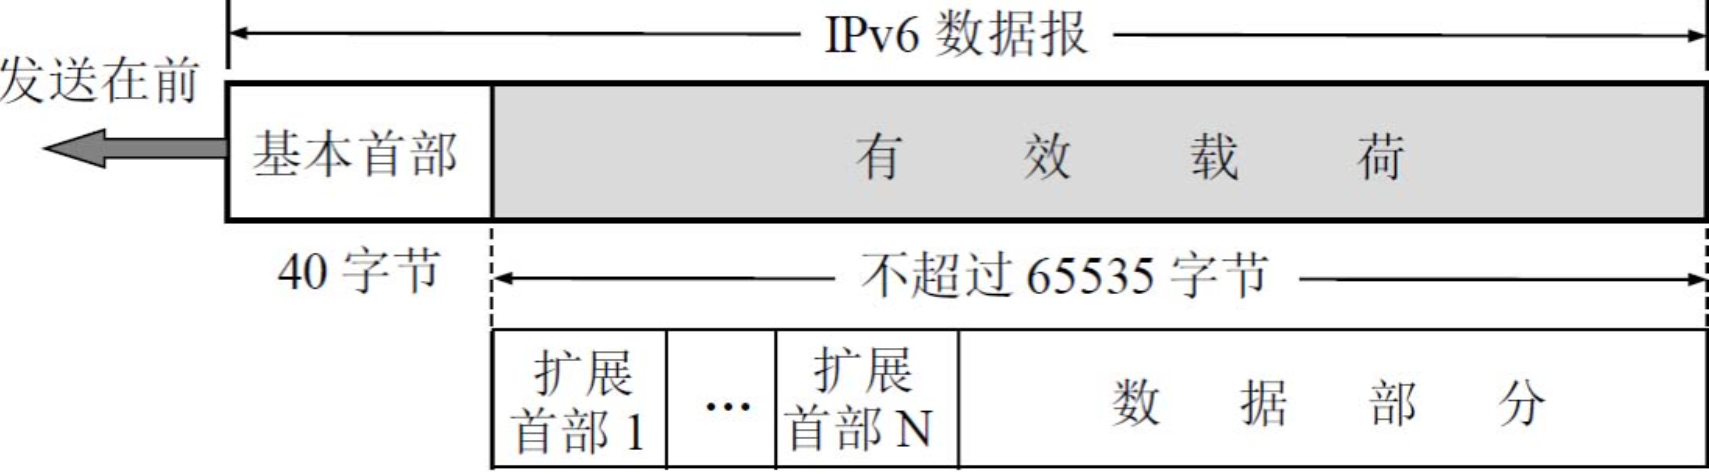 IPv6 数据报
发送在前
基本首部
有效载荷
40 字节
不超过 65535 字节
扩展
首部 1
…
扩展
首部 N
数据部分